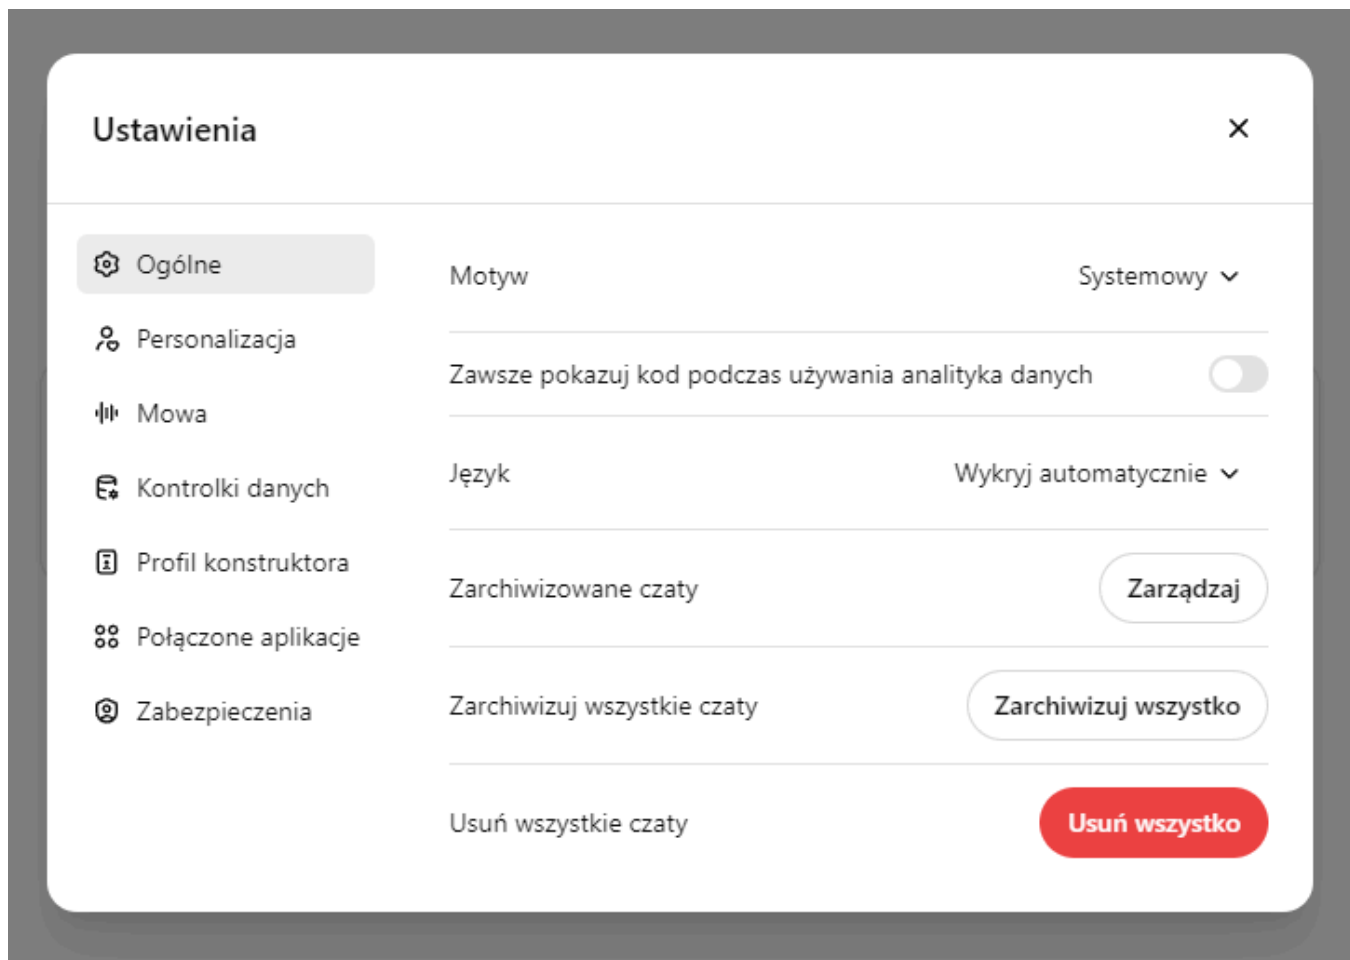 Ustawienia
Ogólne
Personalizacja
Mowa
Kontrolki danych
Profil konstruktora
Połączone aplikacje
Zabezpieczenia
Motyw Systemowy
Zawsze pokazuj kod podczas używania analityka danych
Język Wykryj automatycznie
Zarchiwizowane czaty Zarządzaj
Zarchiwizuj wszystkie czaty Zarchiwizuj wszystko
Usuń wszystkie czaty Usuń wszystko